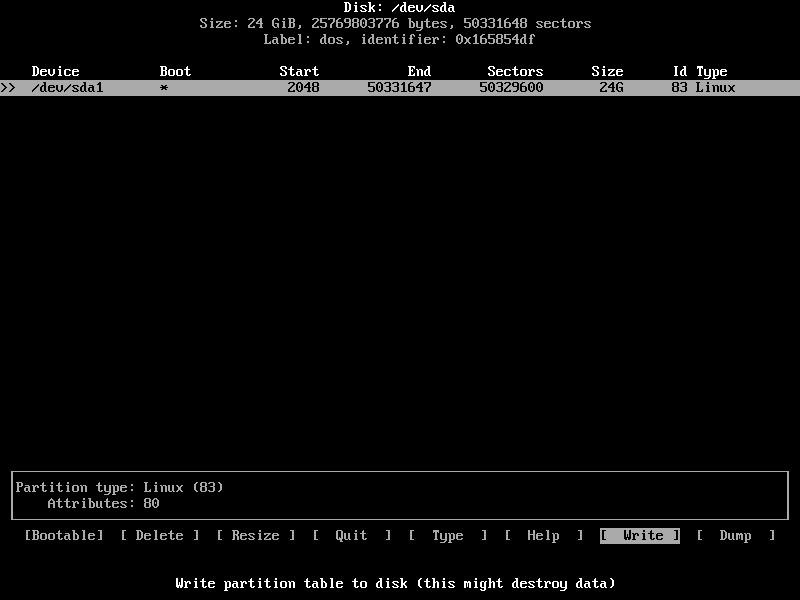 Disk: /dev/sda
Size: 24 GiB, 25769803776 bytes, 50331648 sectors
Label: dos, identifier: 0x165854df
Device Boot Start End Sectors Size Id Type
>> /dev/sda1 * 2048 50331647 50329600 24G 83 Linux
Partition type: Linux (83)
Attributes: 80
[Bootable] [ Delete ] [ Resize ] [ Quit ] [ Type ] [ Help ] [ Write ] [ Dump ]
Write partition table to disk (this might destroy data)